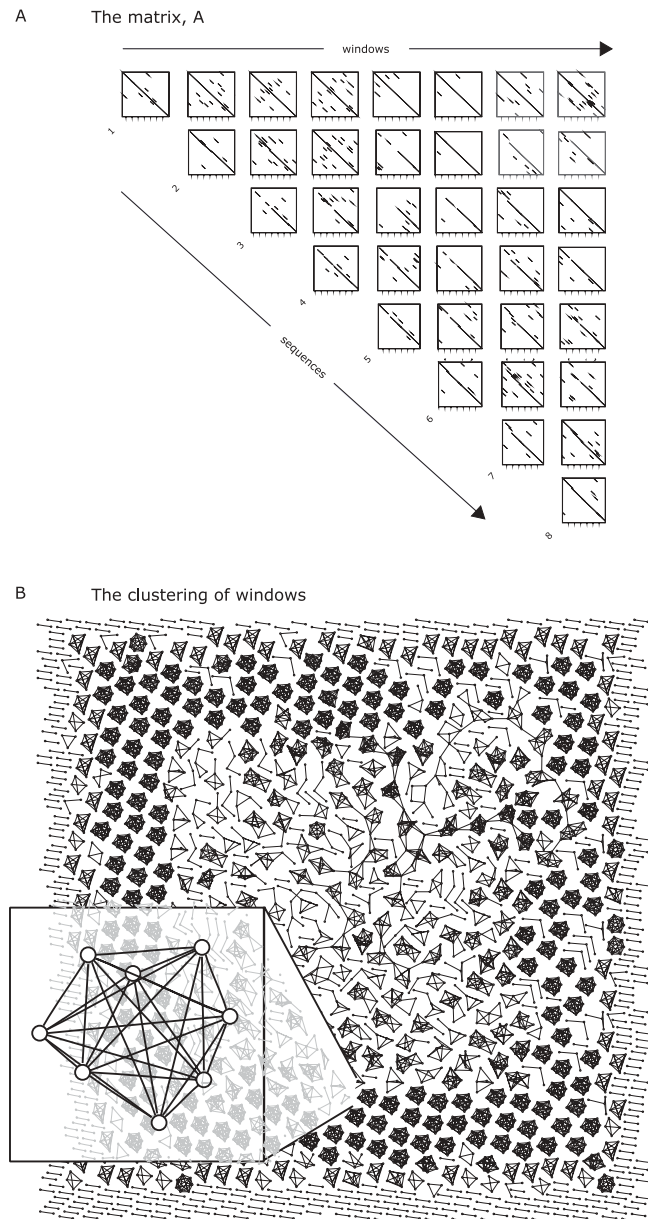 A The matrix, A
windows
1
2
3
4
sequences
5
6
7
8
B The clustering of windows